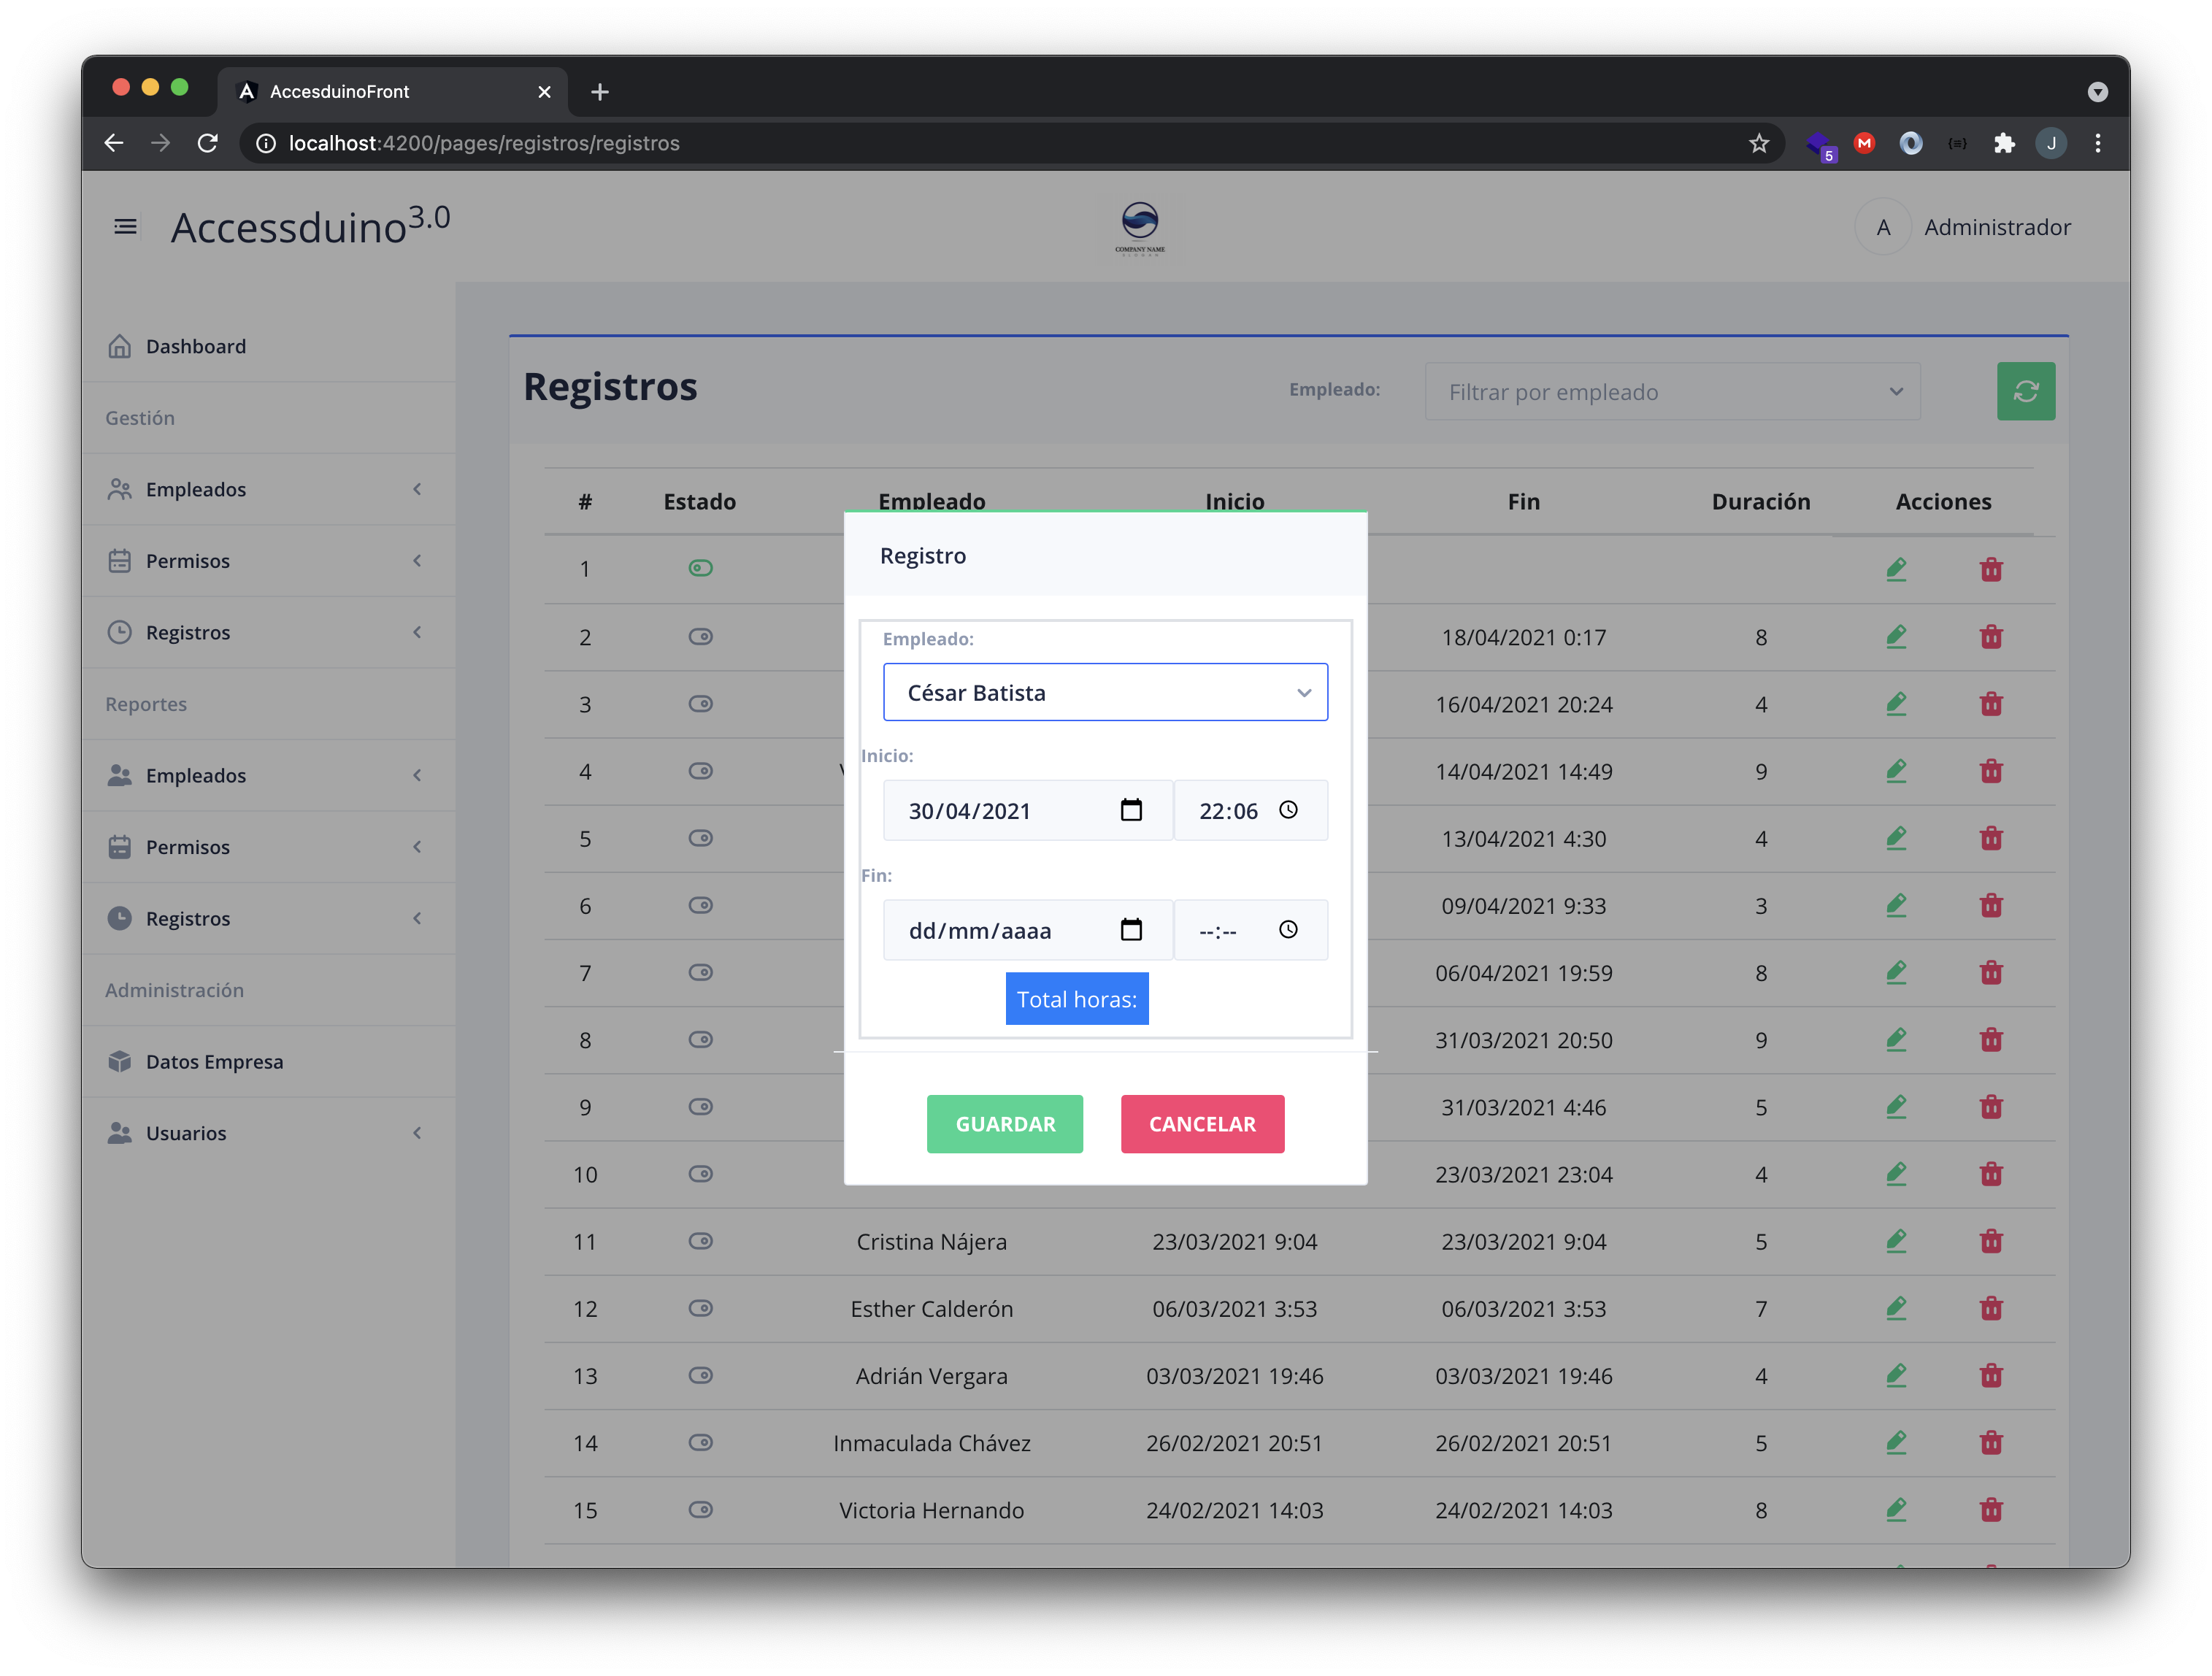 AccesduinoFront
localhost:4200/pages/registros/registros
5
M
J
Accessduino3.0
COMPANY NAME
A Administrador
Dashboard
Gestión
Empleados
Permisos
Registros
Reportes
Empleados
Permisos
Registros
Administración
Datos Empresa
Usuarios
Registros
Empleado:
Filtrar por empleado
# Estado Empleado Inicio Fin Duración Acciones
1
2 18/04/2021 0:17 8
3 16/04/2021 20:24 4
4 14/04/2021 14:49 9
5 13/04/2021 4:30 4
6 09/04/2021 9:33 3
7 06/04/2021 19:59 8
8 31/03/2021 20:50 9
9 31/03/2021 4:46 5
10 23/03/2021 23:04 4
11 Cristina Nájera 23/03/2021 9:04 23/03/2021 9:04 5
12 Esther Calderón 06/03/2021 3:53 06/03/2021 3:53 7
13 Adrián Vergara 03/03/2021 19:46 03/03/2021 19:46 4
14 Inmaculada Chávez 26/02/2021 20:51 26/02/2021 20:51 5
15 Victoria Hernando 24/02/2021 14:03 24/02/2021 14:03 8
Registro
Empleado:
César Batista
Inicio:
30/04/2021 22:06
Fin:
dd/mm/aaaa --:--
Total horas:
GUARDAR CANCELAR